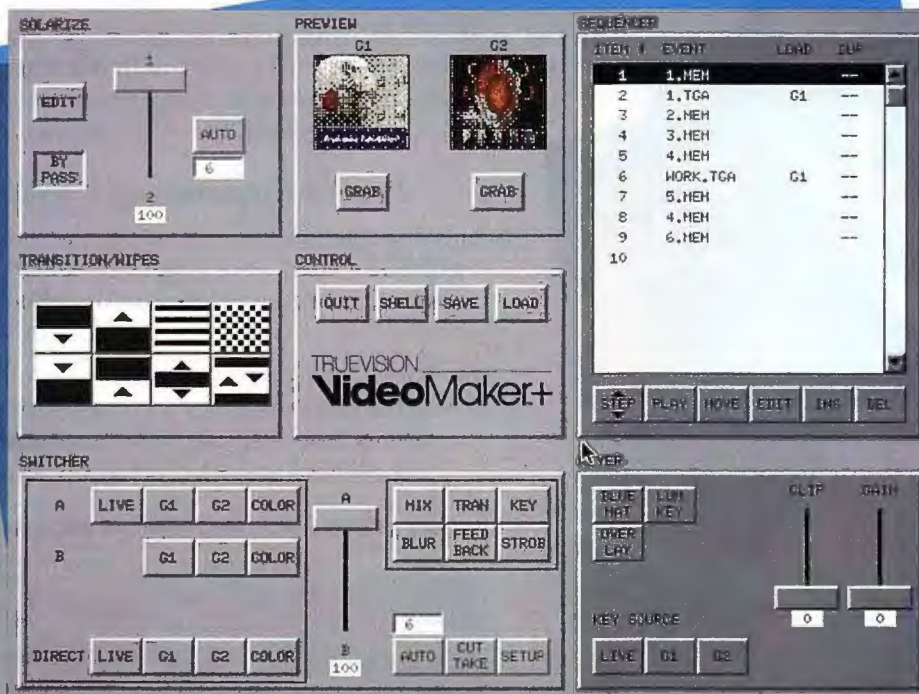 SOLARIZE
1
EDIT
AUTO
BY
PASS
6
2
100
PREVIEW
G1 G2
GRAB GRAB
SEQUENCER
ITEM # EVENT LOAD DUR
1 1.MEM --
2 1.TGA G1 --
3 2.MEM --
4 3.MEM --
5 4.MEM --
6 WORK.TGA G1 --
7 5.MEM --
8 4.MEM --
9 6.MEM --
10
STEP PLAY MOVE EDIT INS DEL
TRANSITION/WIPES
CONTROL
QUIT SHELL SAVE LOAD
TRUEVISION
VideoMaker+
SWITCHER
A LIVE G1 G2 COLOR
B G1 G2 COLOR
DIRECT LIVE G1 G2 COLOR
A
B
100
MIX TRAN KEY
BLUR FEED BACK STROB
6
AUTO CUT TAKE SETUP
BLUE MAT LUM KEY
OVER LAY
CLIP GAIN
0 0
KEY SOURCE
LIVE G1 G2